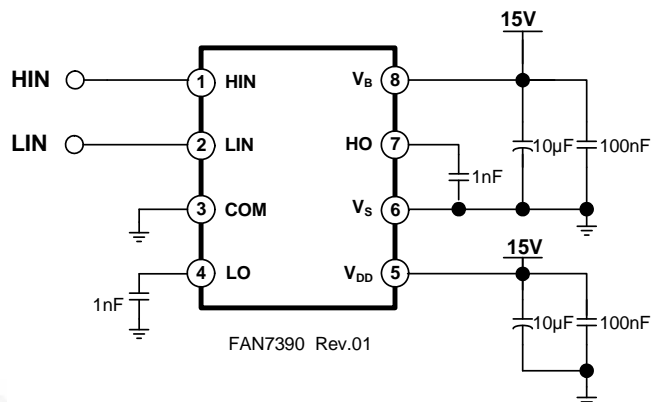 15V
HIN
1
HIN
VB
8
LIN
2
LIN
HO
7
10µF
100nF
1nF
3
COM
VS
6
15V
4
LO
VDD
5
1nF
10µF
100nF
FAN7390 Rev.01